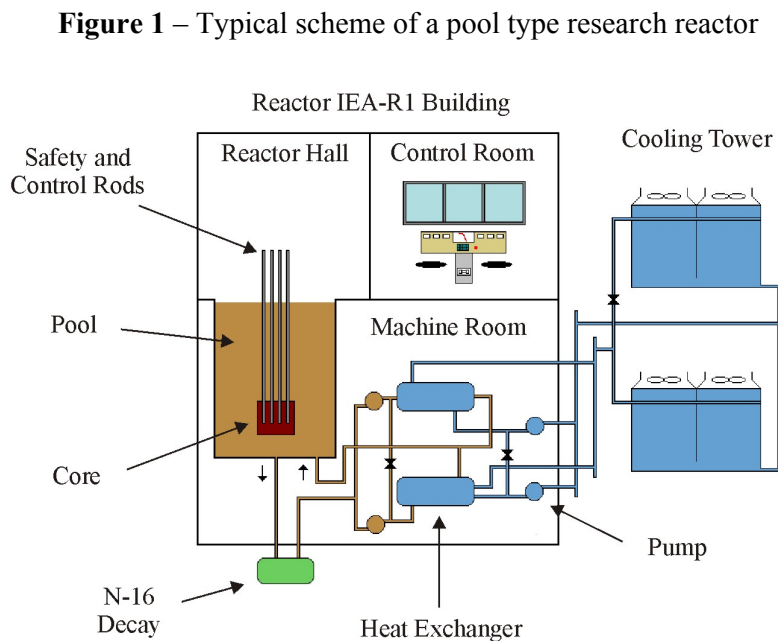 Figure 1 – Typical scheme of a pool type research reactor
Reactor IEA-R1 Building
Safety and
Control Rods
Reactor Hall
Control Room
Cooling Tower
Pool
Machine Room
Core
Pump
N-16
Decay
Heat Exchanger